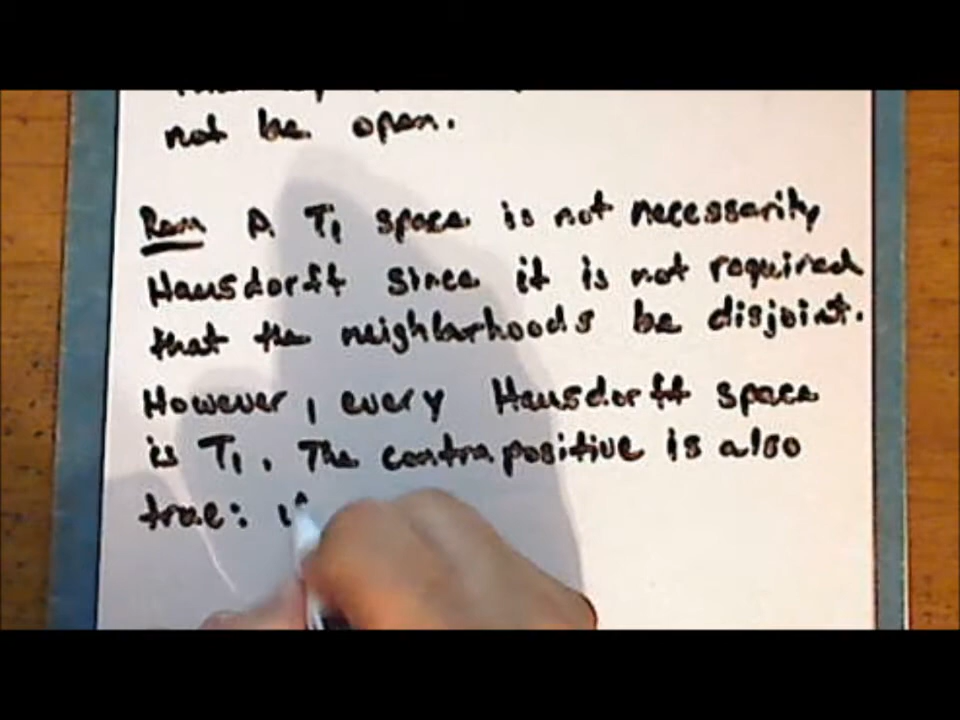 not be open.
Rem A T1 space is not necessarily
Hausdorff since it is not required
that the neighborhoods be disjoint.
However, every Hausdorff space
is T1. The contrapositive is also
true: if